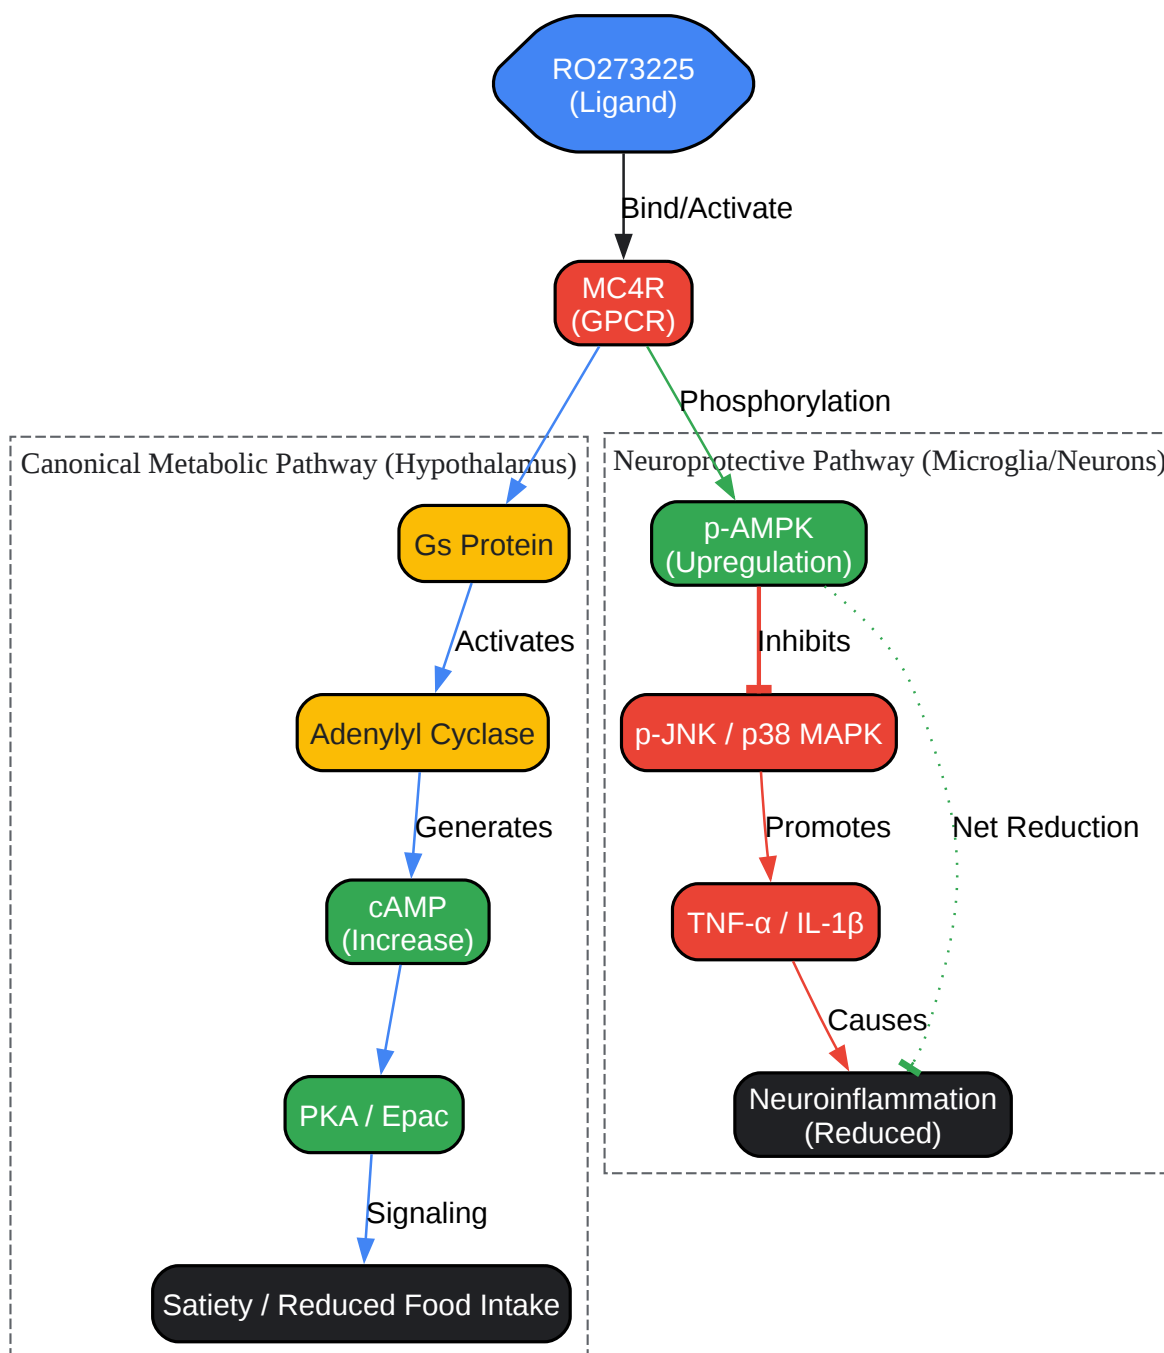 RO273225
(Ligand)
Bind/Activate
MC4R
(GPCR)
Phosphorylation
Canonical Metabolic Pathway (Hypothalamus)
Gs Protein
Activates
Adenylyl Cyclase
Generates
cAMP
(Increase)
PKA / Epac
Signaling
Satiety / Reduced Food Intake
Neuroprotective Pathway (Microglia/Neurons)
p-AMPK
(Upregulation)
Inhibits
p-JNK / p38 MAPK
Promotes
Net Reduction
TNF-α / IL-1β
Causes
Neuroinflammation
(Reduced)